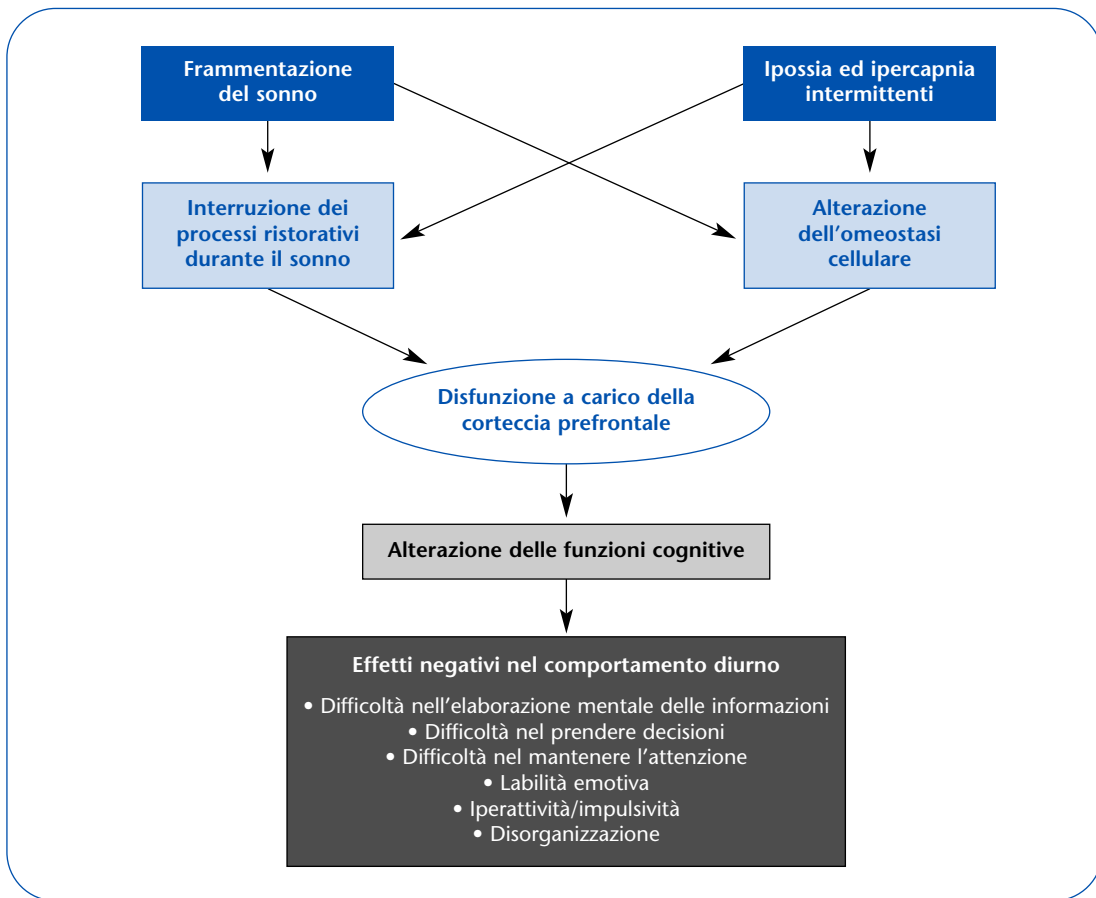 Frammentazione
del sonno
Ipossia ed ipercapnia
intermittenti
Interruzione dei
processi ristorativi
durante il sonno
Alterazione
dell’omeostasi
cellulare
Disfunzione a carico della
corteccia prefrontale
Alterazione delle funzioni cognitive
Effetti negativi nel comportamento diurno
• Difficoltà nell’elaborazione mentale delle informazioni
• Difficoltà nel prendere decisioni
• Difficoltà nel mantenere l’attenzione
• Labilità emotiva
• Iperattività/impulsività
• Disorganizzazione